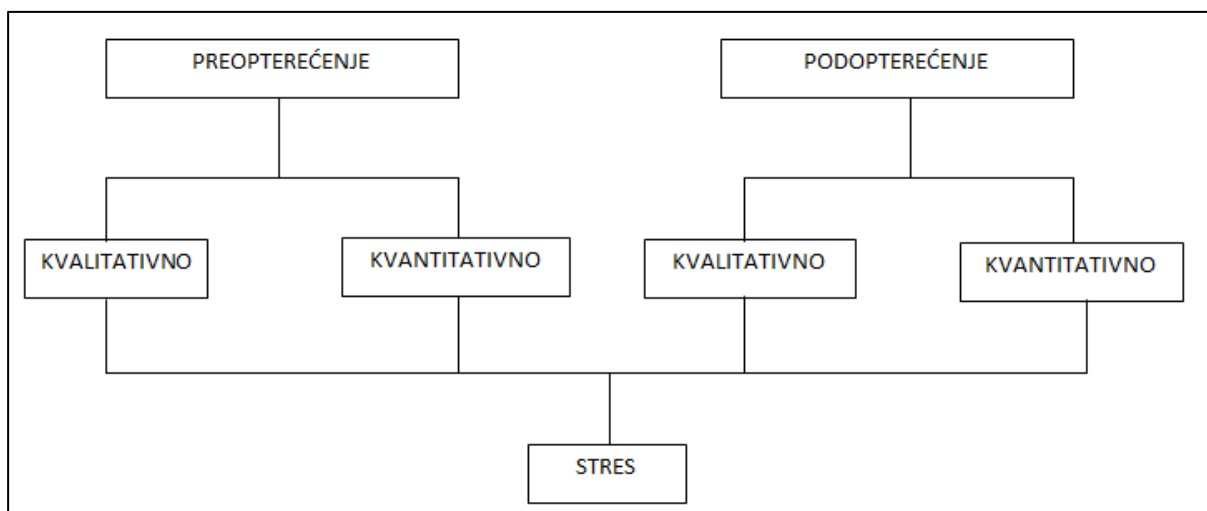 PREOPTEREĆENJE
PODOPTEREĆENJE
KVALITATIVNO
KVANTITATIVNO
KVALITATIVNO
KVANTITATIVNO
STRES